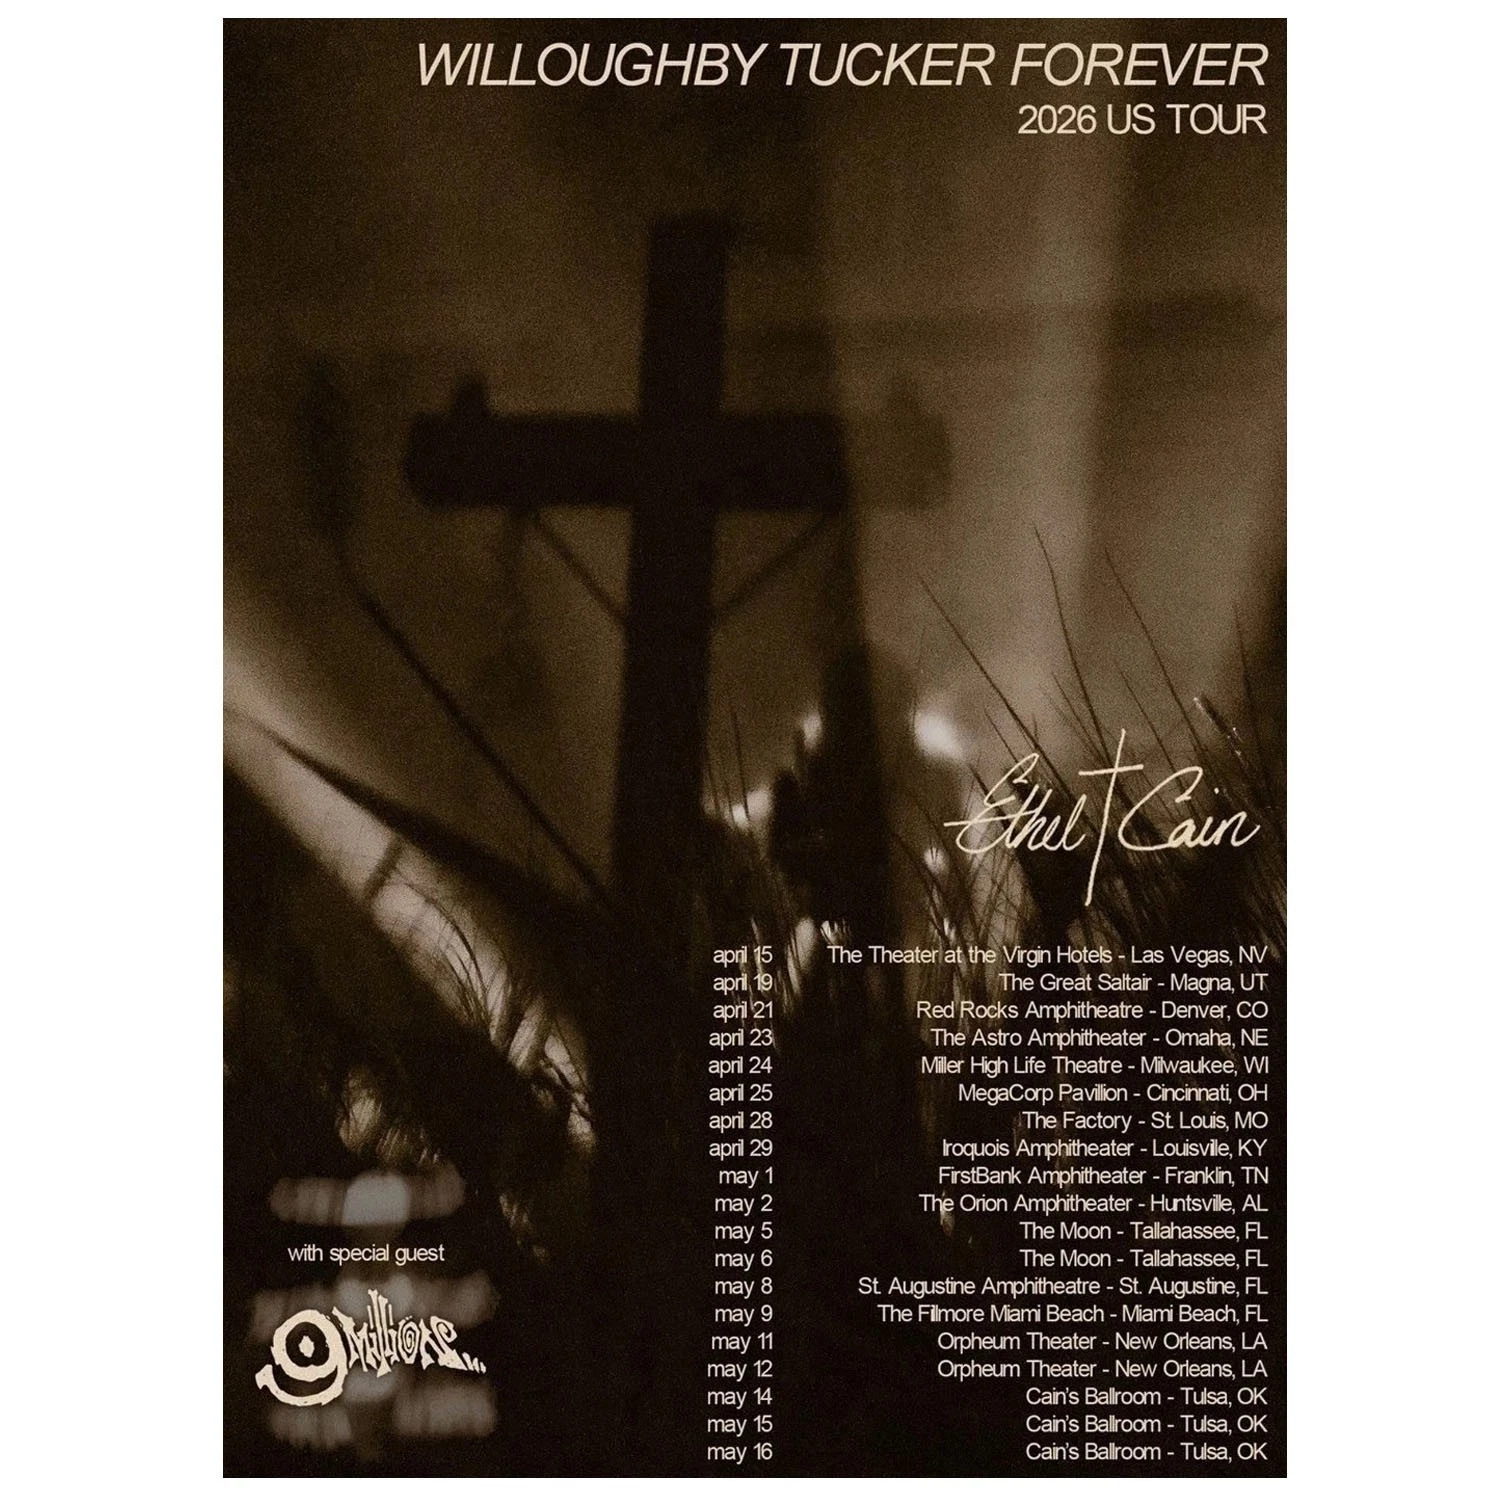 WILLOUGHBY TUCKER FOREVER
2026 US TOUR
Ethel Cain
april 15 The Theater at the Virgin Hotels - Las Vegas, NV
april 19 The Great Saltair - Magna, UT
april 21 Red Rocks Amphitheatre - Denver, CO
april 23 The Astro Amphitheater - Omaha, NE
april 24 Miller High Life Theatre - Milwaukee, WI
april 25 MegaCorp Pavillion - Cincinnati, OH
april 28 The Factory - St. Louis, MO
april 29 Iroquois Amphitheater - Louisville, KY
may 1 FirstBank Amphitheater - Franklin, TN
may 2 The Orion Amphitheater - Huntsville, AL
may 5 The Moon - Tallahassee, FL
may 6 The Moon - Tallahassee, FL
may 8 St. Augustine Amphitheatre - St. Augustine, FL
may 9 The Fillmore Miami Beach - Miami Beach, FL
may 11 Orpheum Theater - New Orleans, LA
may 12 Orpheum Theater - New Orleans, LA
may 14 Cain's Ballroom - Tulsa, OK
may 15 Cain's Ballroom - Tulsa, OK
may 16 Cain's Ballroom - Tulsa, OK
with special guest
9Million...